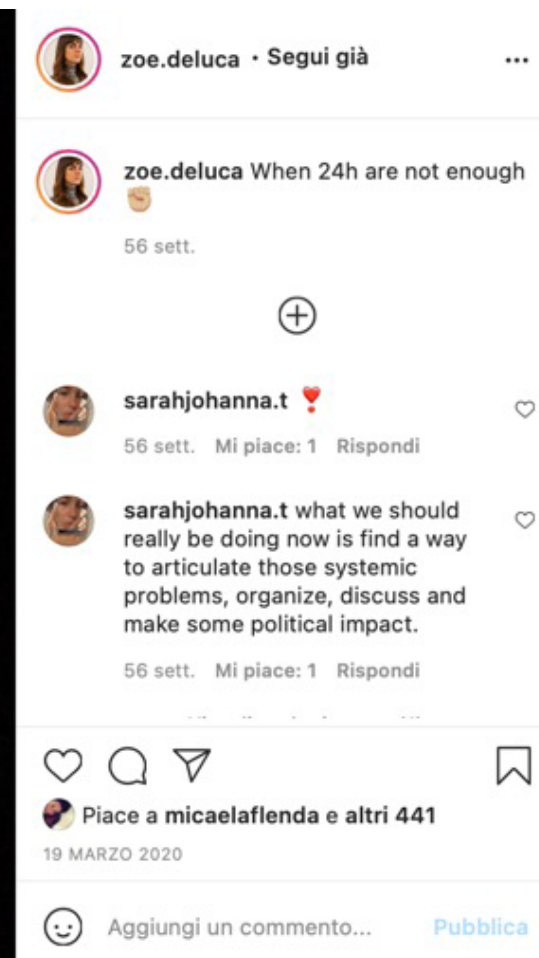 zoe.deluca • Segui già
zoe.deluca When 24h are not enough
✊🏼
56 sett.
sarahjohanna.t ❣️
56 sett. Mi piace: 1 Rispondi
sarahjohanna.t what we should
really be doing now is find a way
to articulate those systemic
problems, organize, discuss and
make some political impact.
56 sett. Mi piace: 1 Rispondi
Piace a micaelaflenda e altri 441
19 MARZO 2020
Aggiungi un commento... Pubblica